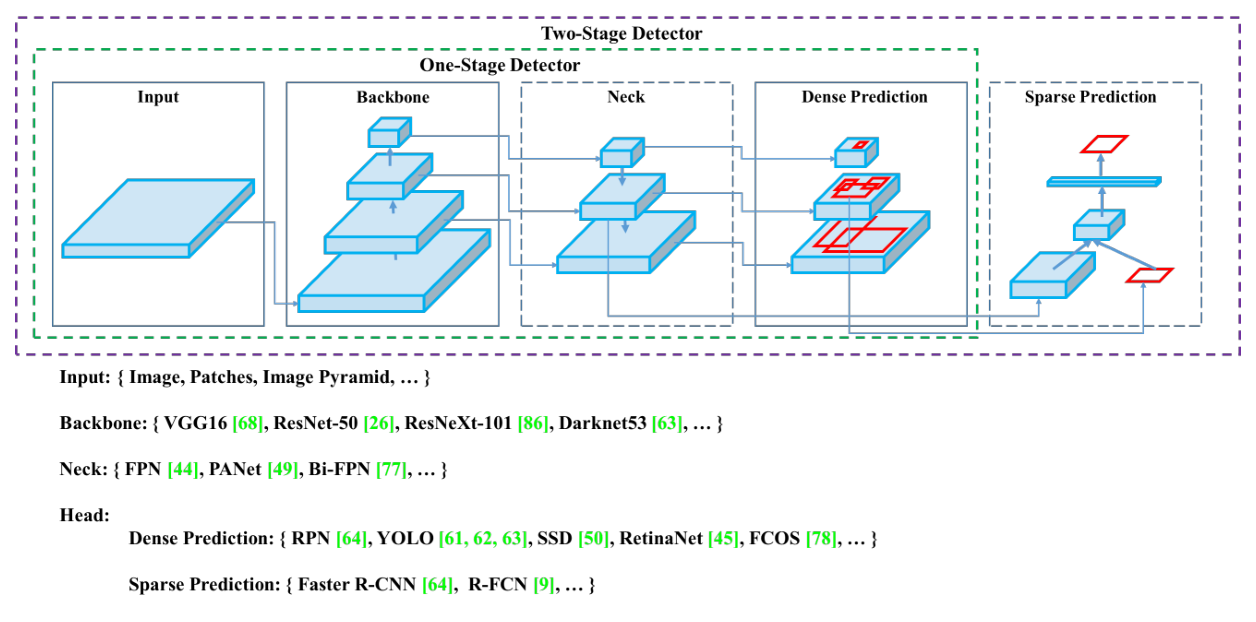 Two-Stage Detector
One-Stage Detector
Input
Backbone
Neck
Dense Prediction
Sparse Prediction
Input: { Image, Patches, Image Pyramid, … }
Backbone: { VGG16 [68], ResNet-50 [26], ResNeXt-101 [86], Darknet53 [63], … }
Neck: { FPN [44], PANet [49], Bi-FPN [77], … }
Head:
Dense Prediction: { RPN [64], YOLO [61, 62, 63], SSD [50], RetinaNet [45], FCOS [78], … }
Sparse Prediction: { Faster R-CNN [64], R-FCN [9], … }